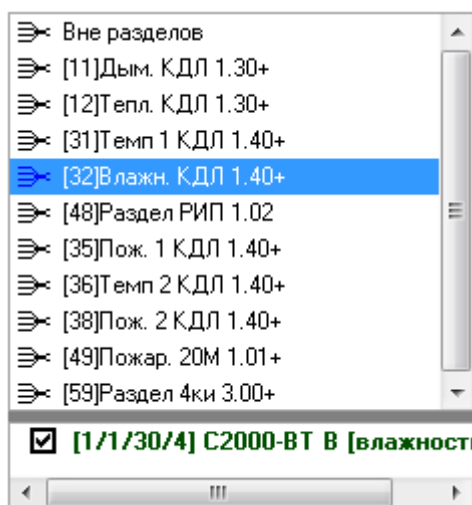 Вне разделов
[11]Дым. КДЛ 1.30+
[12]Тепл. КДЛ 1.30+
[31]Темп 1 КДЛ 1.40+
[32]Влажн. КДЛ 1.40+
[48]Раздел РИП 1.02
[35]Пож. 1 КДЛ 1.40+
[36]Темп 2 КДЛ 1.40+
[38]Пож. 2 КДЛ 1.40+
[49]Пожар. 20М 1.01+
[59]Раздел 4ки 3.00+
[1/1/30/4] С2000-ВТ В [влажност